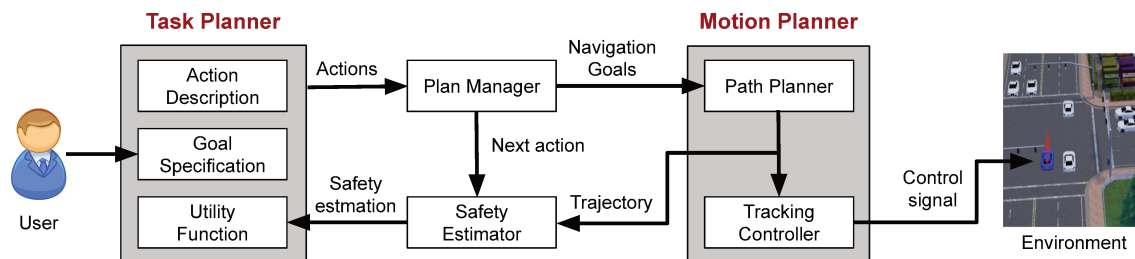 Task Planner
Motion Planner
Action
Description
Actions
Plan Manager
Navigation
Goals
Path Planner
Goal
Specification
Next action
User
Utility
Function
Safety
estmation
Safety
Estimator
Trajectory
Tracking
Controller
Control
signal
Environment